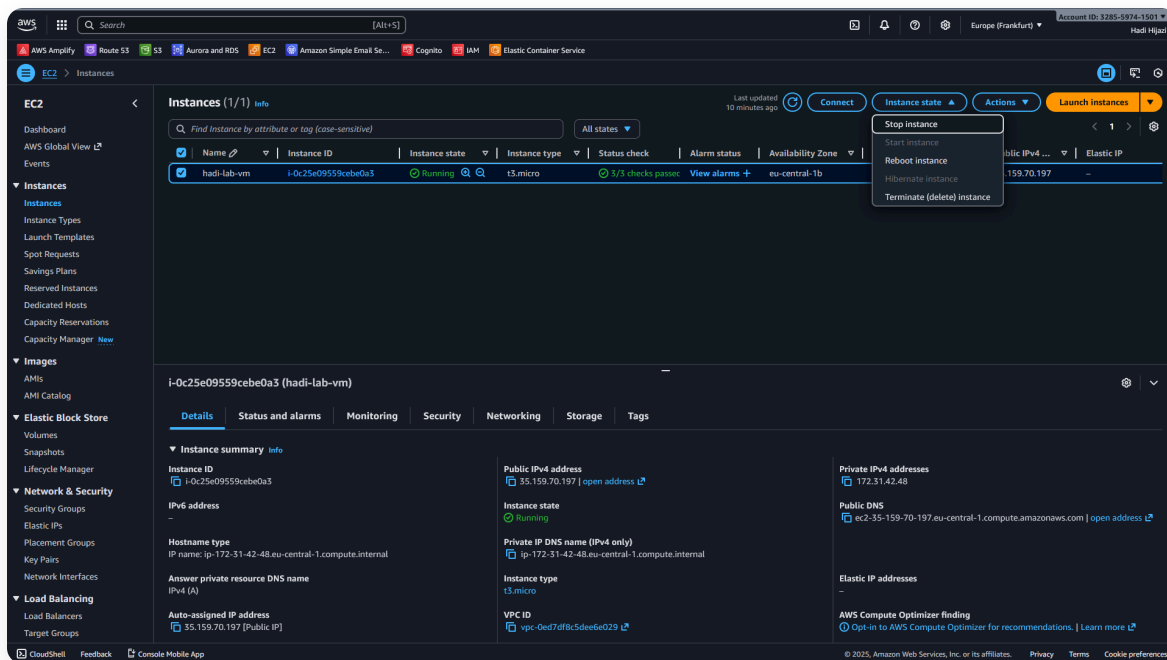 aws
Search [Alt+S]
Europe (Frankfurt)
Account ID: 3285-5974-1501
Hadi Hijazi
AWS Amplify Route 53 S3 Aurora and RDS EC2 Amazon Simple Email Se... Cognito IAM Elastic Container Service
EC2 > Instances
EC2
Dashboard
AWS Global View
Events
Instances
Instances
Instance Types
Launch Templates
Spot Requests
Savings Plans
Reserved Instances
Dedicated Hosts
Capacity Reservations
Capacity Manager New
Images
AMIs
AMI Catalog
Elastic Block Store
Volumes
Snapshots
Lifecycle Manager
Network & Security
Security Groups
Elastic IPs
Placement Groups
Key Pairs
Network Interfaces
Load Balancing
Load Balancers
Target Groups
Instances (1/1) Info
Last updated
10 minutes ago
Connect Instance state Actions Launch instances
Find Instance by attribute or tag (case-sensitive) All states
1
Stop instance
Start instance
Reboot instance
Hibernate instance
Terminate (delete) instance
Name Instance ID Instance state Instance type Status check Alarm status Availability Zone IPv4 ... Elastic IP
hadi-lab-vm i-0c25e09559cebe0a3 Running t3.micro 3/3 checks passec View alarms + eu-central-1b .159.70.197 –
i-0c25e09559cebe0a3 (hadi-lab-vm)
Details Status and alarms Monitoring Security Networking Storage Tags
Instance summary Info
Instance ID
i-0c25e09559cebe0a3
Public IPv4 address
35.159.70.197 | open address
Private IPv4 addresses
172.31.42.48
IPv6 address
–
Instance state
Running
Public DNS
ec2-35-159-70-197.eu-central-1.compute.amazonaws.com | open address
Hostname type
IP name: ip-172-31-42-48.eu-central-1.compute.internal
Private IP DNS name (IPv4 only)
ip-172-31-42-48.eu-central-1.compute.internal
Answer private resource DNS name
IPv4 (A)
Instance type
t3.micro
Elastic IP addresses
–
Auto-assigned IP address
35.159.70.197 [Public IP]
VPC ID
vpc-0ed7df8c5dee6e029
AWS Compute Optimizer finding
Opt-in to AWS Compute Optimizer for recommendations. | Learn more
CloudShell Feedback Console Mobile App
© 2025, Amazon Web Services, Inc. or its affiliates. Privacy Terms Cookie preferences